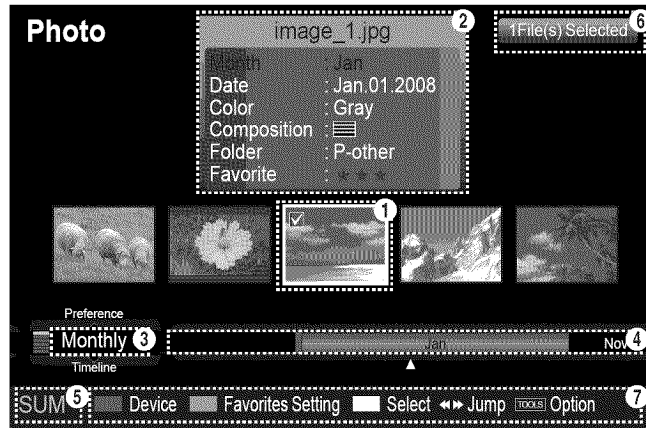 Photo
image_1.jpg
2
1File(s) Selected
6
Month : Jan
Date : Jan.01.2008
Color : Gray
Composition :
Folder : P-other
Favorite : ★★★
1
Preference
Monthly 3
Jan
Nov
4
Timeline
SUM 5
Device
Favorites Setting
Select
Jump
TOOLS Option
7